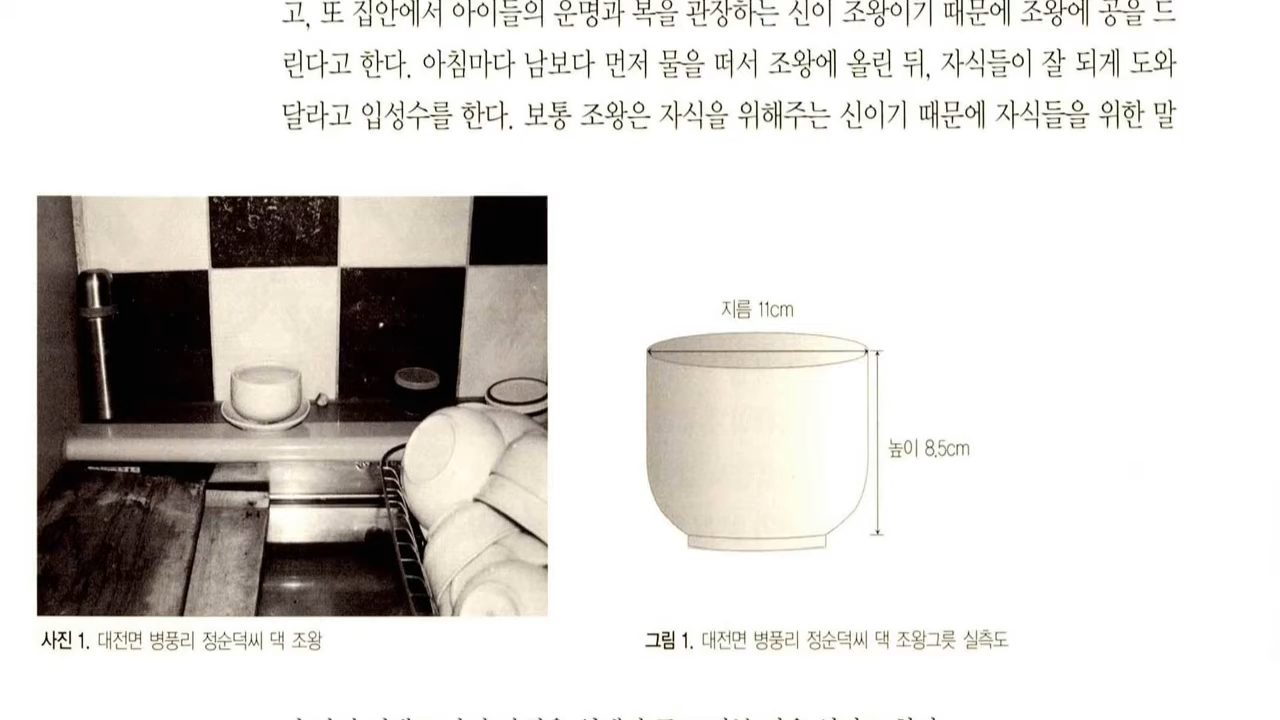 고, 또 집안에서 아이들의 운명과 복을 관장하는 신이 조왕이기 때문에 조왕에 공을 드
린다고 한다. 아침마다 남보다 먼저 물을 떠서 조왕에 올린 뒤, 자식들이 잘 되게 도와
달라고 입성수를 한다. 보통 조왕은 자식을 위해주는 신이기 때문에 자식들을 위한 말
지름 11cm
높이 8.5cm
사진 1. 대전면 병풍리 정순덕씨 댁 조왕
그림 1. 대전면 병풍리 정순덕씨 댁 조왕그릇 실측도